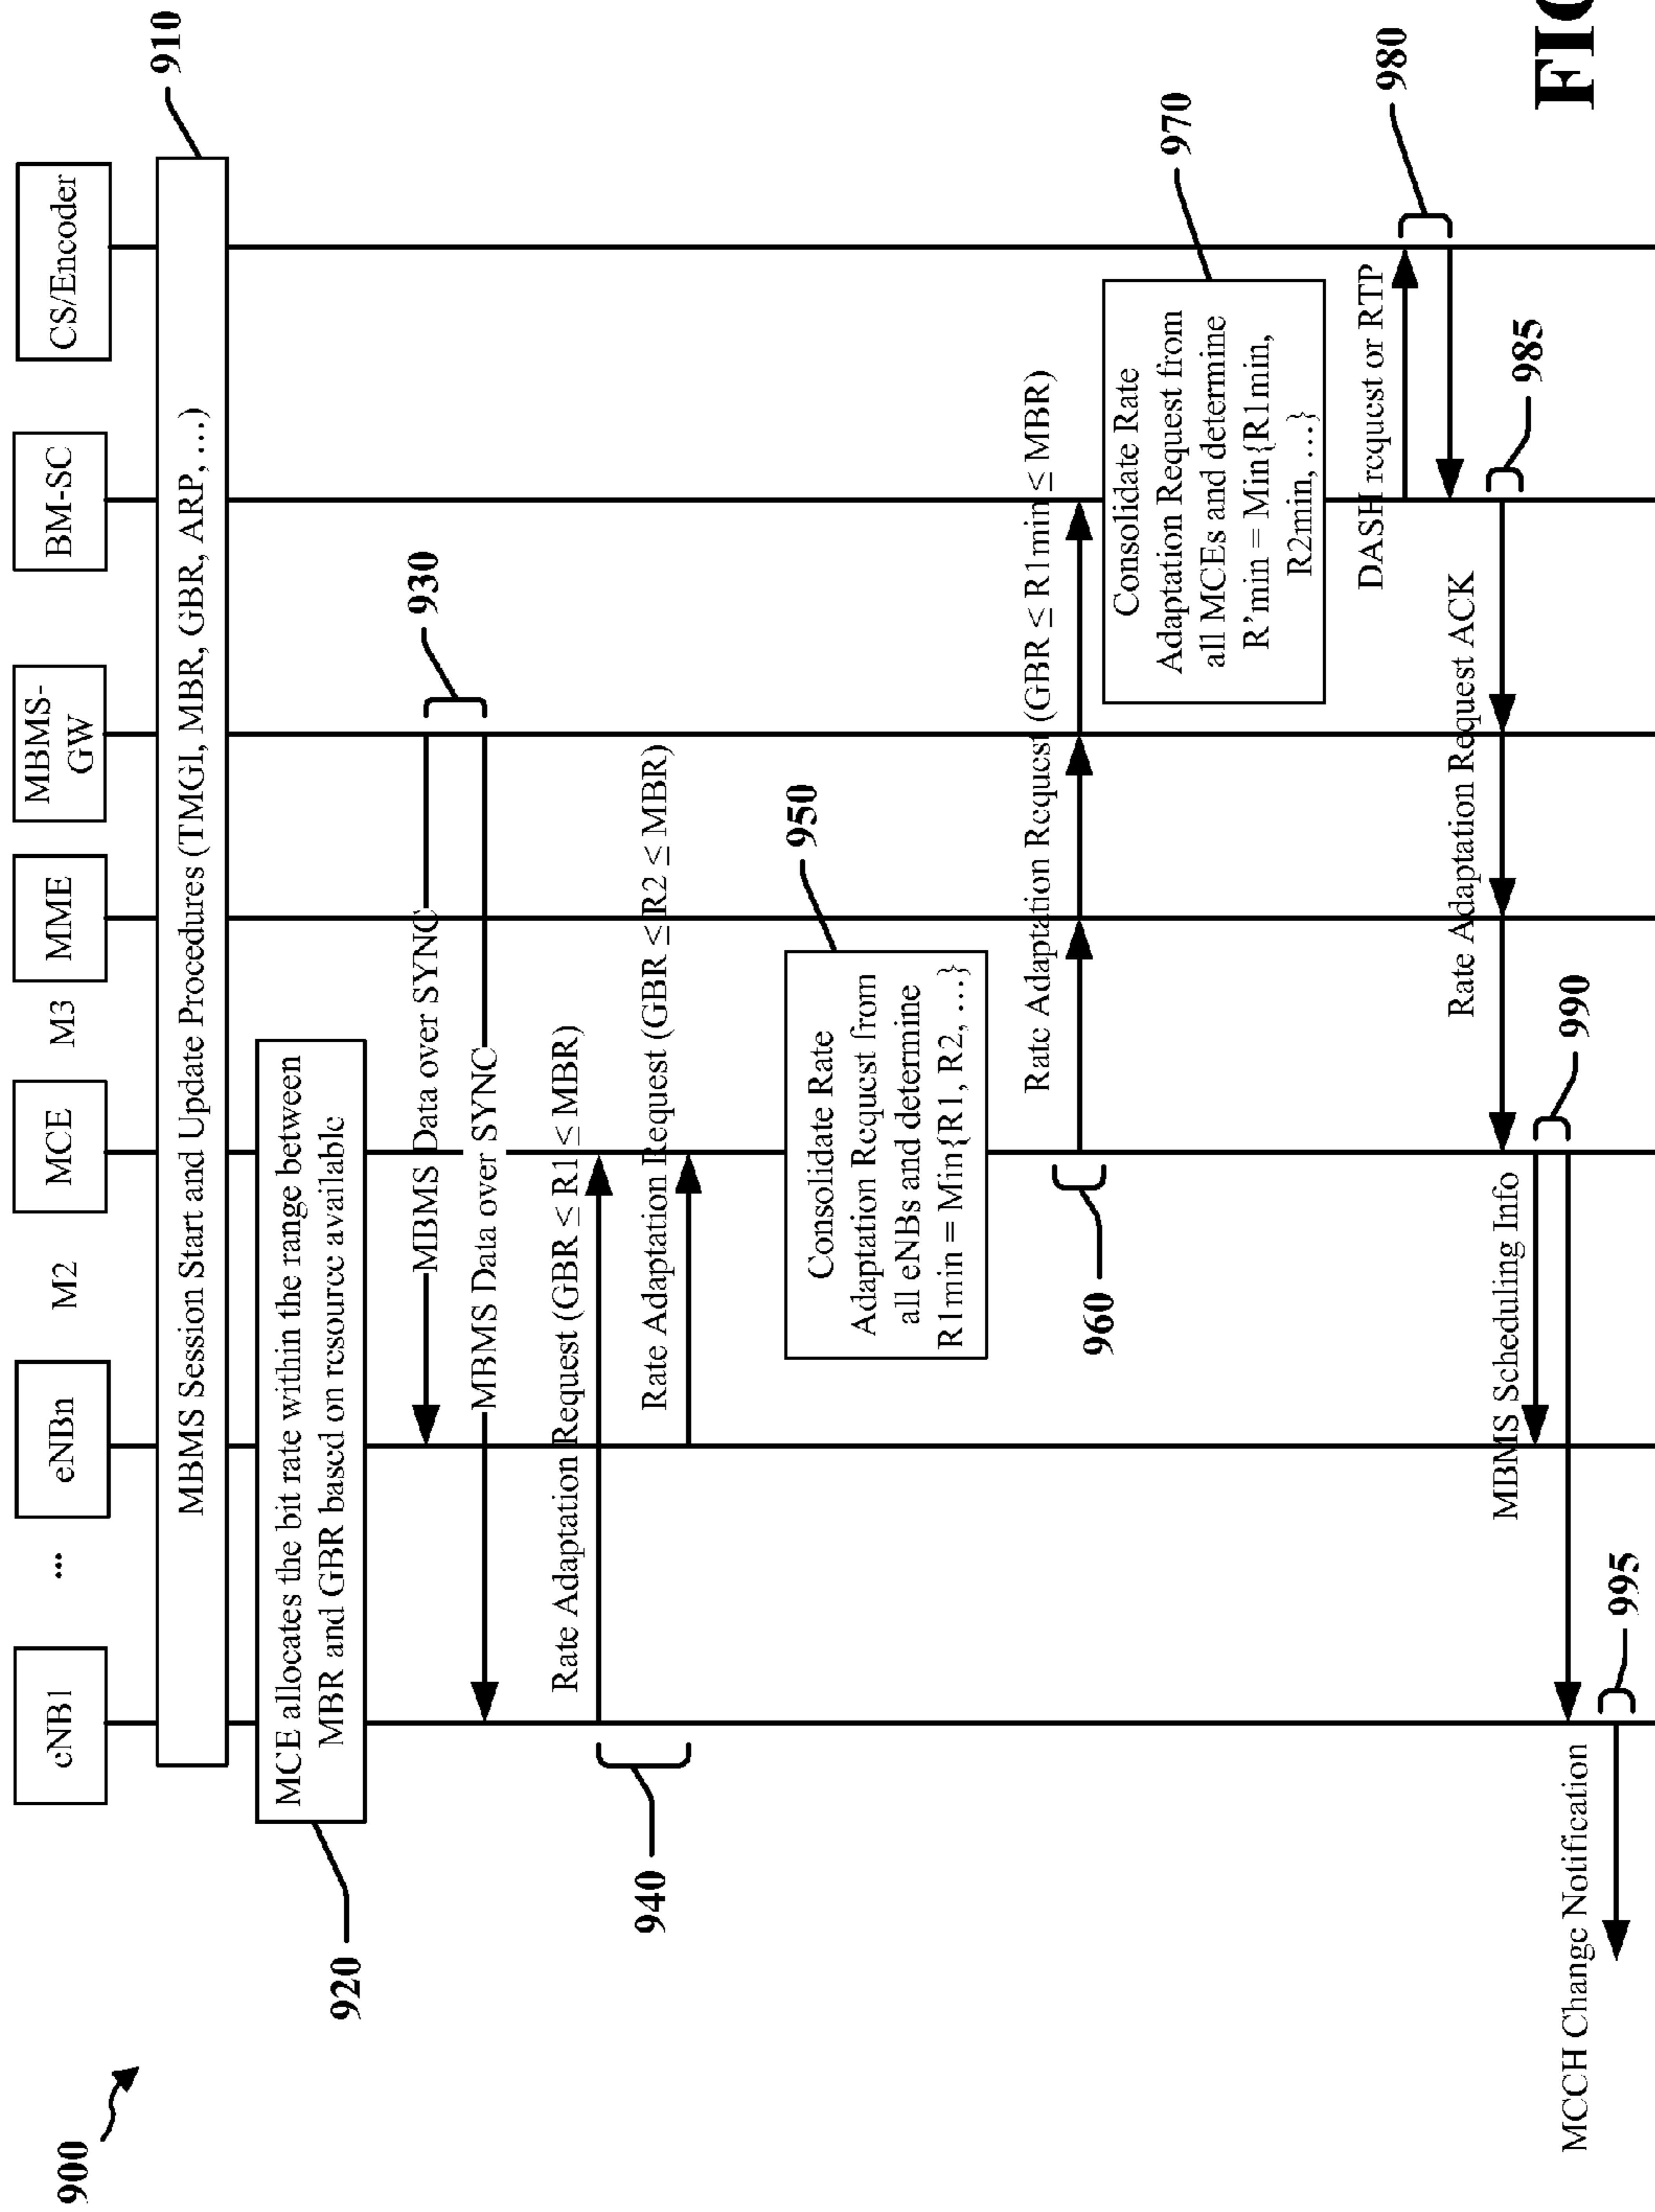 900
eNB1
...
eNBn
M2
MCE
M3
MME
MBMS-
GW
BM-SC
CS/Encoder
MBMS Session Start and Update Procedures (TMGI, MBR, GBR, ARP, ...)
910
MCE allocates the bit rate within the range between
MBR and GBR based on resource available
920
MBMS Data over SYNC
MBMS Data over SYNC
930
Rate Adaptation Request (GBR ≤ R1 ≤ MBR)
Rate Adaptation Request (GBR ≤ R2 ≤ MBR)
940
Consolidate Rate
Adaptation Request from
all eNBs and determine
R1min = Min{R1, R2, ...}
950
Rate Adaptation Request (GBR ≤ R1min ≤ MBR)
960
Consolidate Rate
Adaptation Request from
all MCEs and determine
R'min = Min{R1min,
R2min, ...}
970
DASH request or RTP
980
Rate Adaptation Request ACK
985
MBMS Scheduling Info
990
MCCH Change Notification
995